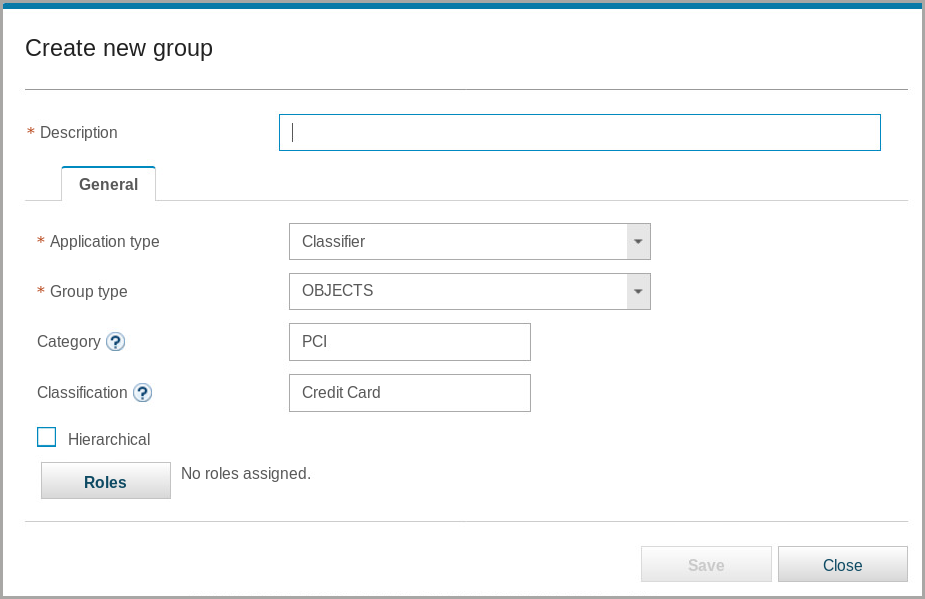 Create new group
* Description
General
* Application type Classifier
* Group type OBJECTS
Category ? PCI
Classification ? Credit Card
Hierarchical
Roles No roles assigned.
Save Close